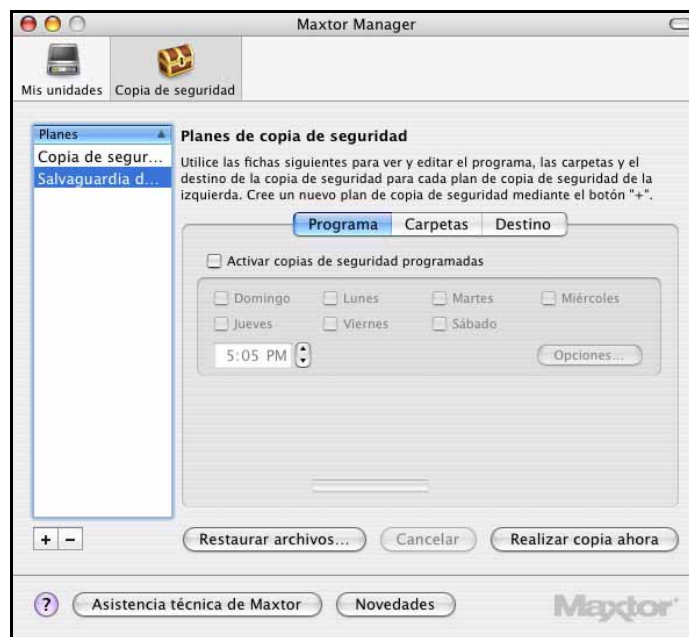 Maxtor Manager
Mis unidades
Copia de seguridad
Planes
Copia de segur...
Salvaguardia d...
Planes de copia de seguridad
Utilice las fichas siguientes para ver y editar el programa, las carpetas y el
destino de la copia de seguridad para cada plan de copia de seguridad de la
izquierda. Cree un nuevo plan de copia de seguridad mediante el botón "+".
Programa Carpetas Destino
Activar copias de seguridad programadas
Domingo Lunes Martes Miércoles
Jueves Viernes Sábado
5:05 PM Opciones...
+ − Restaurar archivos... Cancelar Realizar copia ahora
? Asistencia técnica de Maxtor Novedades Maxtor